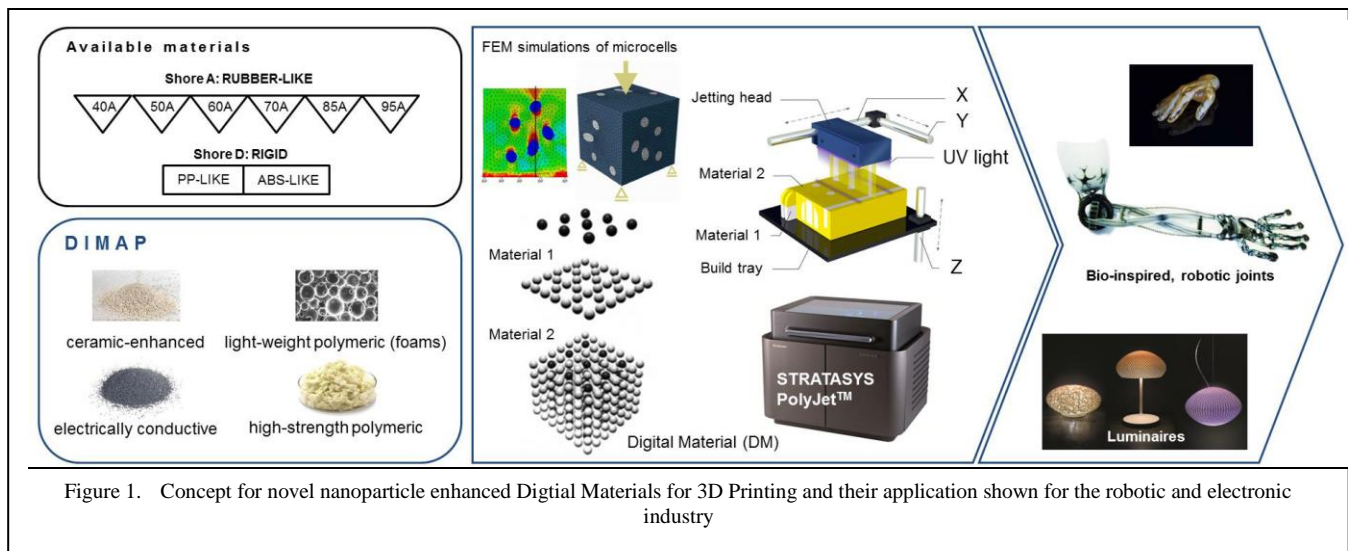 Available materials
Shore A: RUBBER-LIKE
40A 50A 60A 70A 85A 95A
Shore D: RIGID
PP-LIKE ABS-LIKE
DIMAP
ceramic-enhanced
light-weight polymeric (foams)
electrically conductive
high-strength polymeric
FEM simulations of microcells
Material 1
Material 2
Digital Material (DM)
Jetting head
X
Y
UV light
Material 2
Material 1
Build tray
Z
STRATASYS
PolyJet™
Bio-inspired, robotic joints
Luminaires
Figure 1. Concept for novel nanoparticle enhanced Digtial Materials for 3D Printing and their application shown for the robotic and electronic
industry